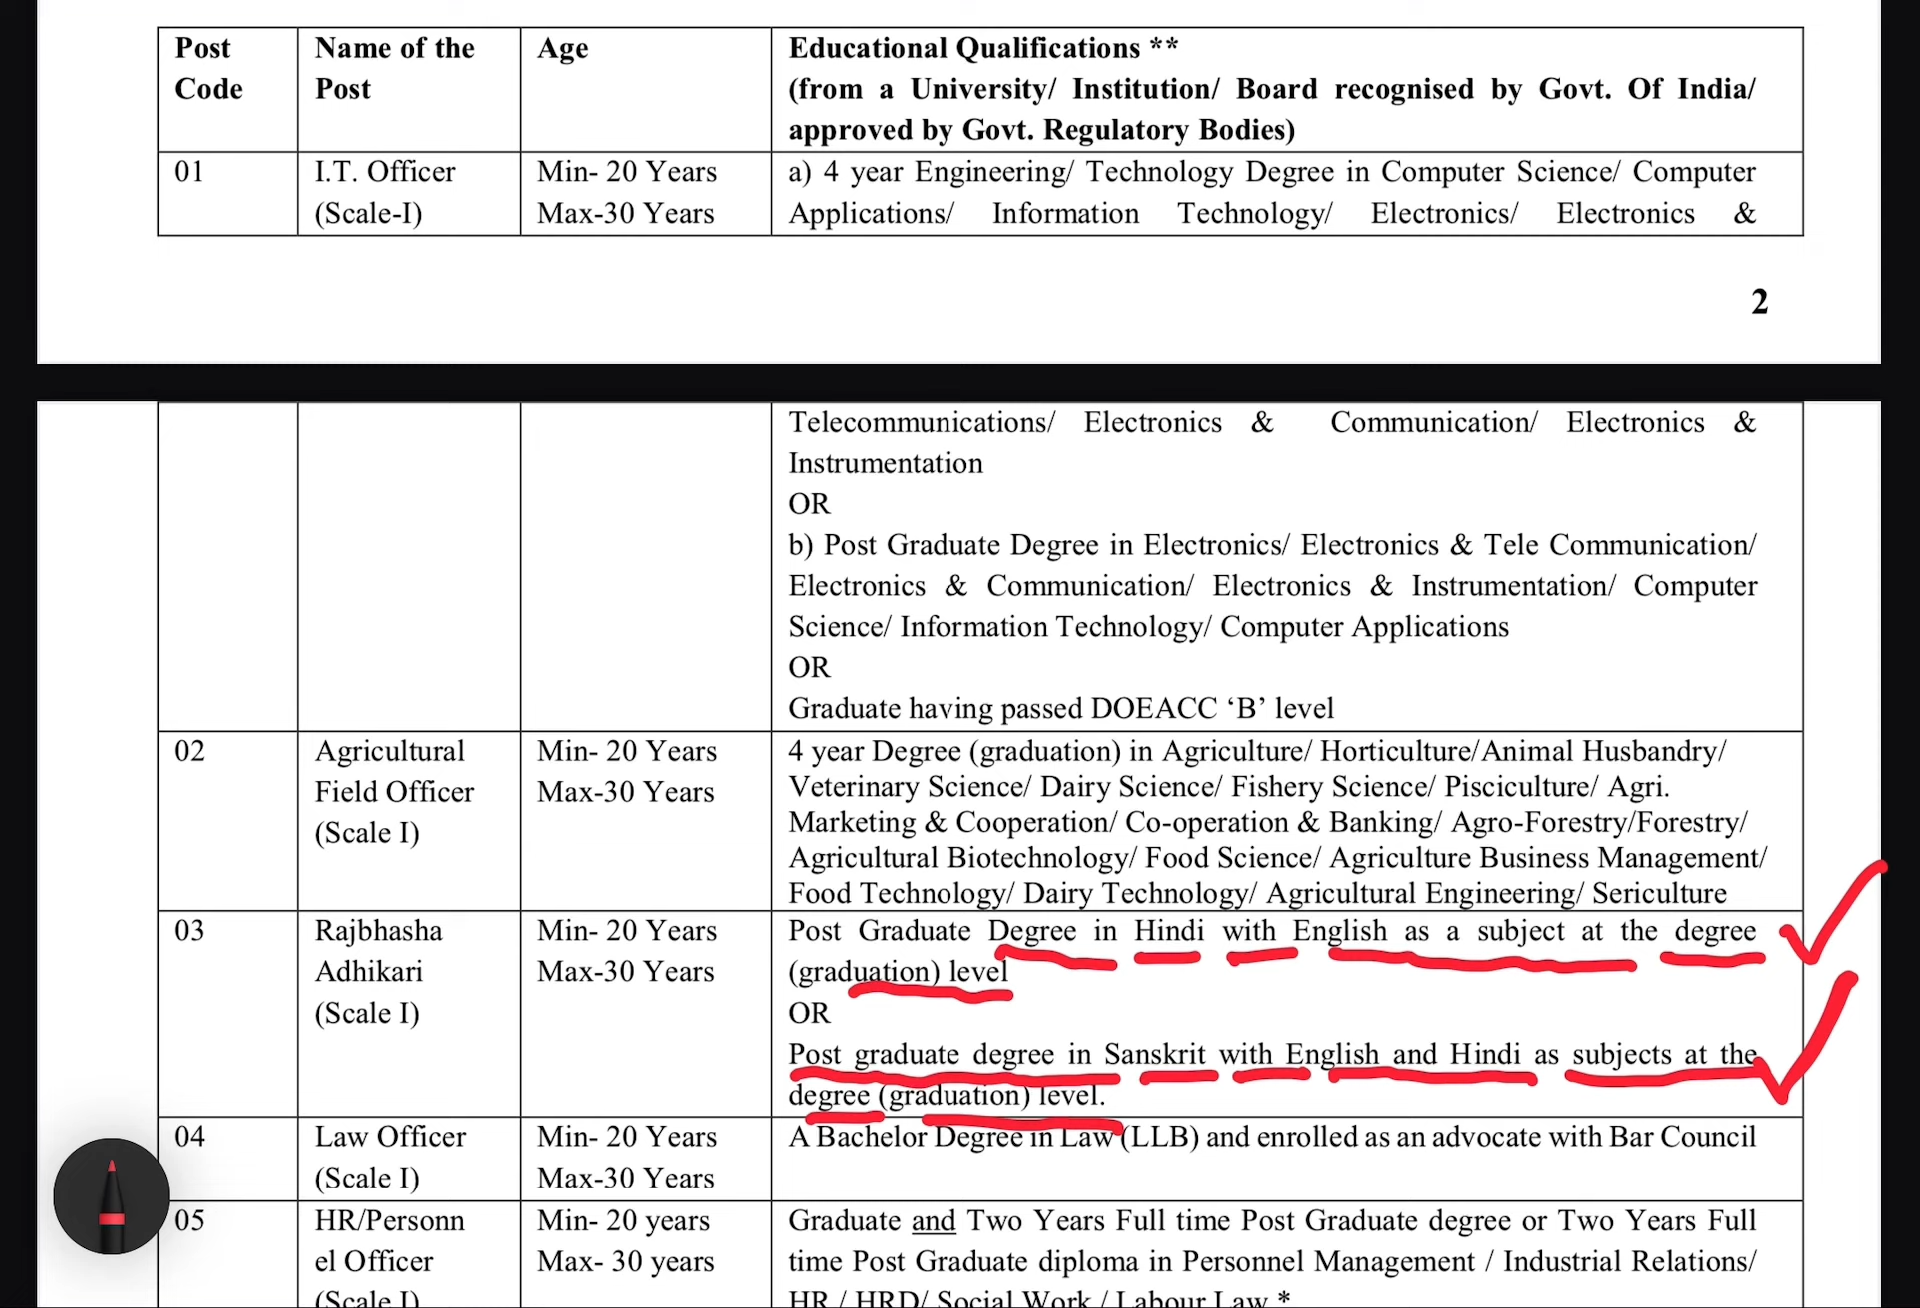 Post Code
Name of the Post
Age
Educational Qualifications **
(from a University/ Institution/ Board recognised by Govt. Of India/
approved by Govt. Regulatory Bodies)
01
I.T. Officer
(Scale-I)
Min- 20 Years
Max-30 Years
a) 4 year Engineering/ Technology Degree in Computer Science/ Computer
Applications/ Information Technology/ Electronics/ Electronics &
2
Telecommunications/ Electronics & Communication/ Electronics &
Instrumentation
OR
b) Post Graduate Degree in Electronics/ Electronics & Tele Communication/
Electronics & Communication/ Electronics & Instrumentation/ Computer
Science/ Information Technology/ Computer Applications
OR
Graduate having passed DOEACC ‘B’ level
02
Agricultural
Field Officer
(Scale I)
Min- 20 Years
Max-30 Years
4 year Degree (graduation) in Agriculture/ Horticulture/Animal Husbandry/
Veterinary Science/ Dairy Science/ Fishery Science/ Pisciculture/ Agri.
Marketing & Cooperation/ Co-operation & Banking/ Agro-Forestry/Forestry/
Agricultural Biotechnology/ Food Science/ Agriculture Business Management/
Food Technology/ Dairy Technology/ Agricultural Engineering/ Sericulture
03
Rajbhasha
Adhikari
(Scale I)
Min- 20 Years
Max-30 Years
Post Graduate Degree in Hindi with English as a subject at the degree
(graduation) level
OR
Post graduate degree in Sanskrit with English and Hindi as subjects at the
degree (graduation) level.
04
Law Officer
(Scale I)
Min- 20 Years
Max-30 Years
A Bachelor Degree in Law (LLB) and enrolled as an advocate with Bar Council
05
HR/Personn
el Officer
(Scale I)
Min- 20 years
Max- 30 years
Graduate and Two Years Full time Post Graduate degree or Two Years Full
time Post Graduate diploma in Personnel Management / Industrial Relations/
HR / HRD/ Social Work / Labour Law *